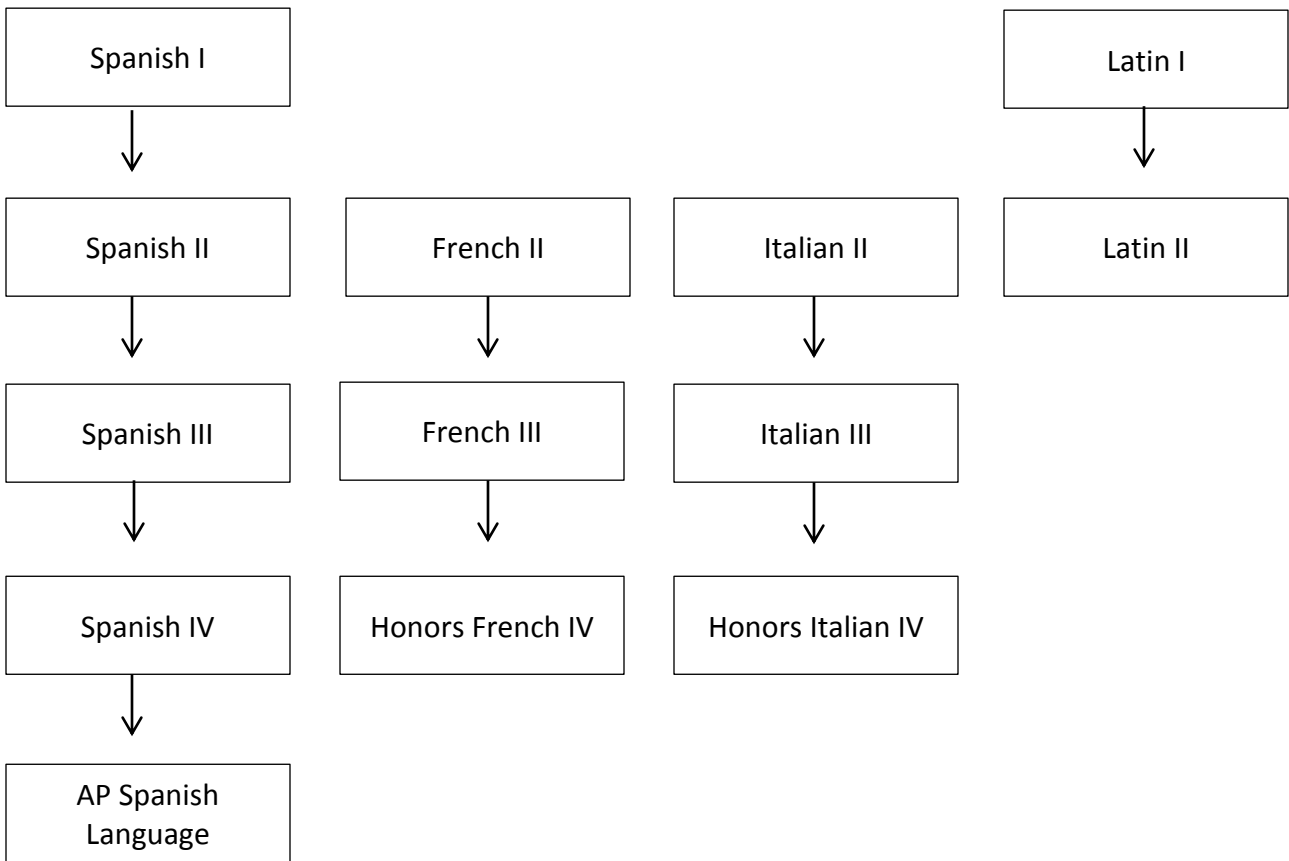 Spanish I
Latin I
Spanish II
French II
Italian II
Latin II
Spanish III
French III
Italian III
Spanish IV
Honors French IV
Honors Italian IV
AP Spanish
Language